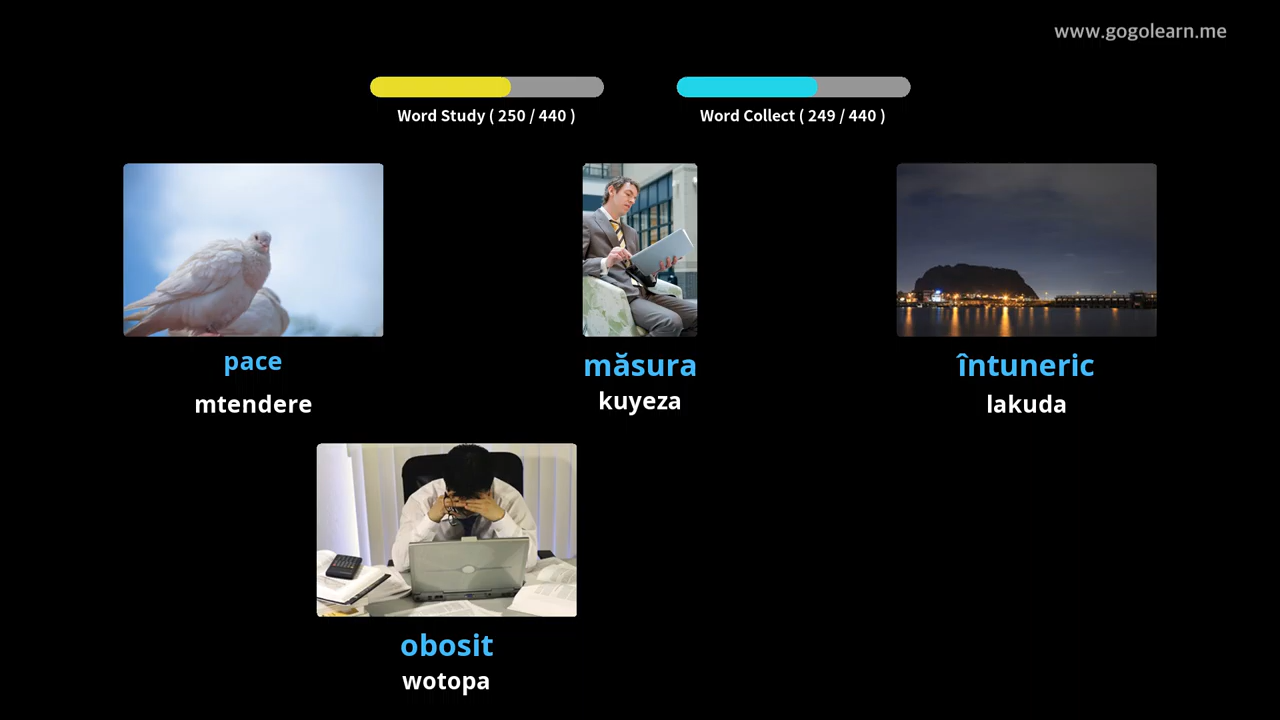 www.gogolearn.me
Word Study ( 250 / 440 )
Word Collect ( 249 / 440 )
pace
mtendere
măsura
kuyeza
întuneric
lakuda
obosit
wotopa